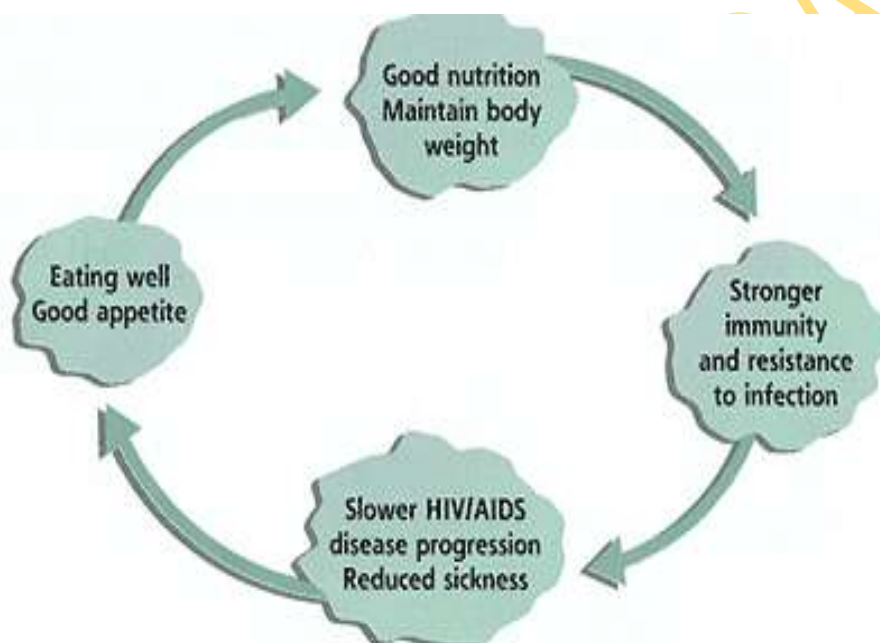 Good nutrition
Maintain body
weight
Stronger
immunity
and resistance
to infection
Slower HIV/AIDS
disease progression
Reduced sickness
Eating well
Good appetite